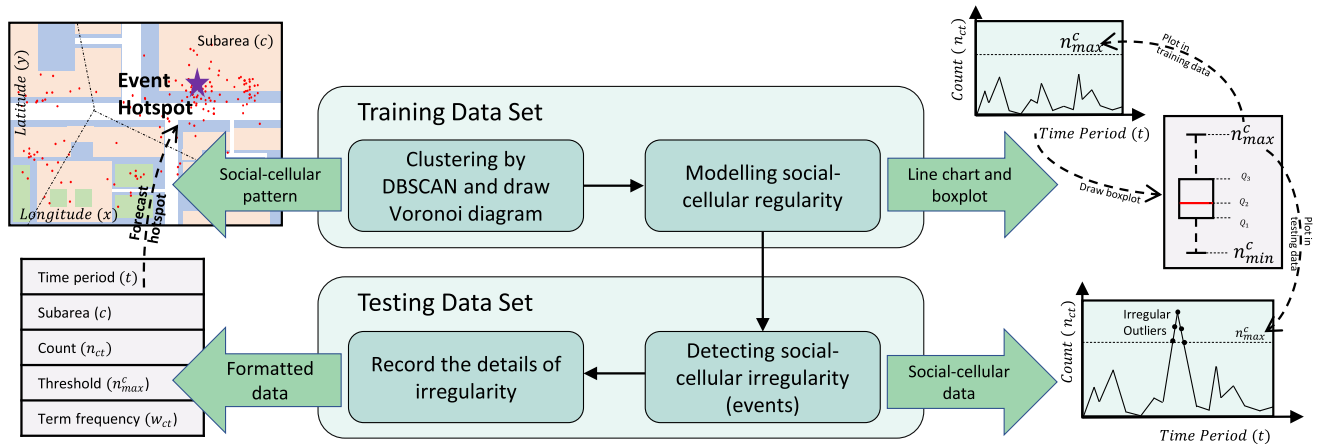 Subarea (c)
Latitude (y)
Event
Hotspot
Longitude (x)
Forecast
hotspot
Social-cellular
pattern
Training Data Set
Clustering by
DBSCAN and draw
Voronoi diagram
Modelling social-
cellular regularity
Line chart and
boxplot
Count ( n_ct)
n^c_max
Time Period (t)
Plot in
training data
Draw boxplot
n^c_max
Q₃
Q₂
Q₁
n^c_min
Plot in
testing data
Time period (t)
Subarea (c)
Count (n_ct)
Threshold (n^c_max)
Term frequency (w_ct)
Formatted
data
Testing Data Set
Record the details of
irregularity
Detecting social-
cellular irregularity
(events)
Social-cellular
data
Count ( n_ct)
Irregular
Outliers
n^c_max
Time Period (t)